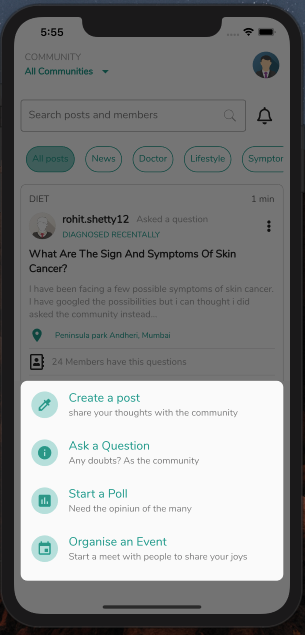 5:55
COMMUNITY
All Communities
Search posts and members
All posts News Doctor Lifestyle Symptor
DIET 1 min
rohit.shetty12 Asked a question
DIAGNOSED RECENTALLY
What Are The Sign And Symptoms Of Skin
Cancer?
I have been facing a few possible symptoms of skin cancer.
I have googled the possibilities but i can thought i did
asked the community instead...
Peninsula park Andheri, Mumbai
24 Members have this questions
Create a post
share your thoughts with the community
Ask a Question
Any doubts? As the community
Start a Poll
Need the opiniun of the many
Organise an Event
Start a meet with people to share your joys